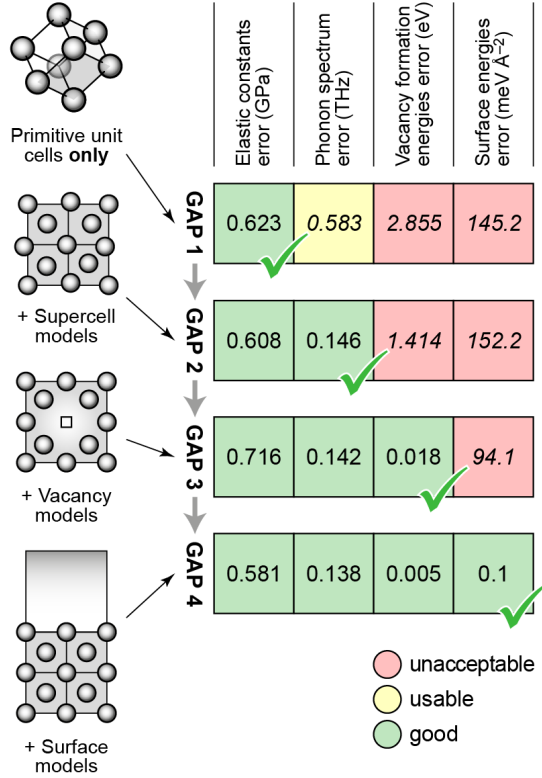 Elastic constants
error (GPa)
Phonon spectrum
error (THz)
Vacancy formation
energies error (eV)
Surface energies
error (meV Å–2)
Primitive unit
cells only
GAP 1
0.623 0.583 2.855 145.2
+ Supercell
models
GAP 2
0.608 0.146 1.414 152.2
+ Vacancy
models
GAP 3
0.716 0.142 0.018 94.1
GAP 4
0.581 0.138 0.005 0.1
+ Surface
models
unacceptable
usable
good